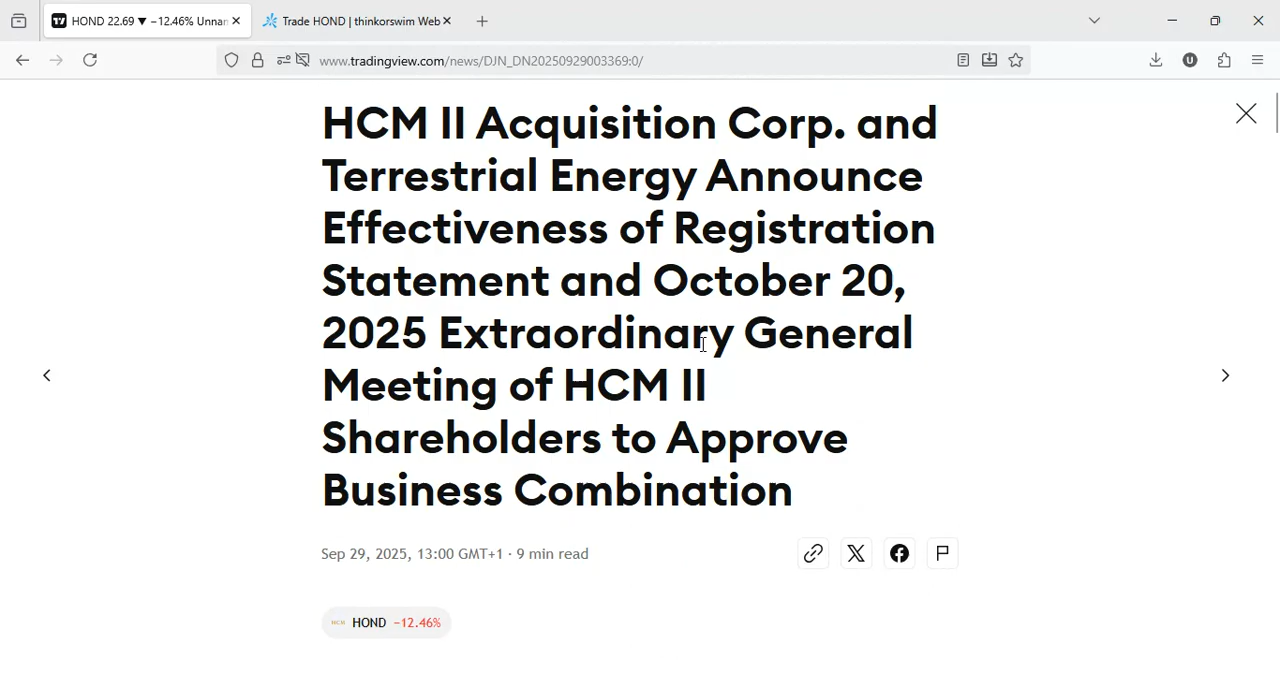 HOND 22.69 ▼ −12.46% Unnar
Trade HOND | thinkorswim Web
www.tradingview.com/news/DJN_DN20250929003369:0/
HCM II Acquisition Corp. and
Terrestrial Energy Announce
Effectiveness of Registration
Statement and October 20,
2025 Extraordinary General
Meeting of HCM II
Shareholders to Approve
Business Combination
Sep 29, 2025, 13:00 GMT+1 · 9 min read
HCM HOND −12.46%